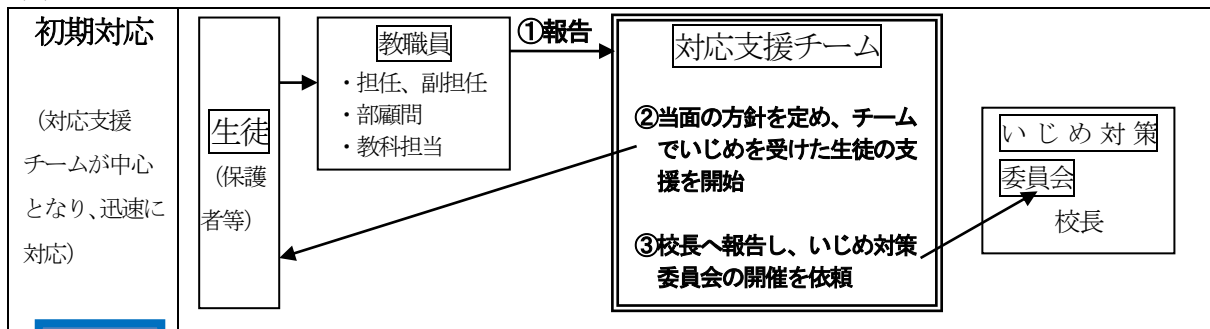 初期対応
(対応支援
チームが中心
となり、迅速に
対応)
生徒
(保護
者等)
教職員
・担任、副担任
・部顧問
・教科担当
①報告
対応支援チーム
②当面の方針を定め、チーム
でいじめを受けた生徒の支
援を開始
③校長へ報告し、いじめ対策
委員会の開催を依頼
いじめ対策
委員会
校長